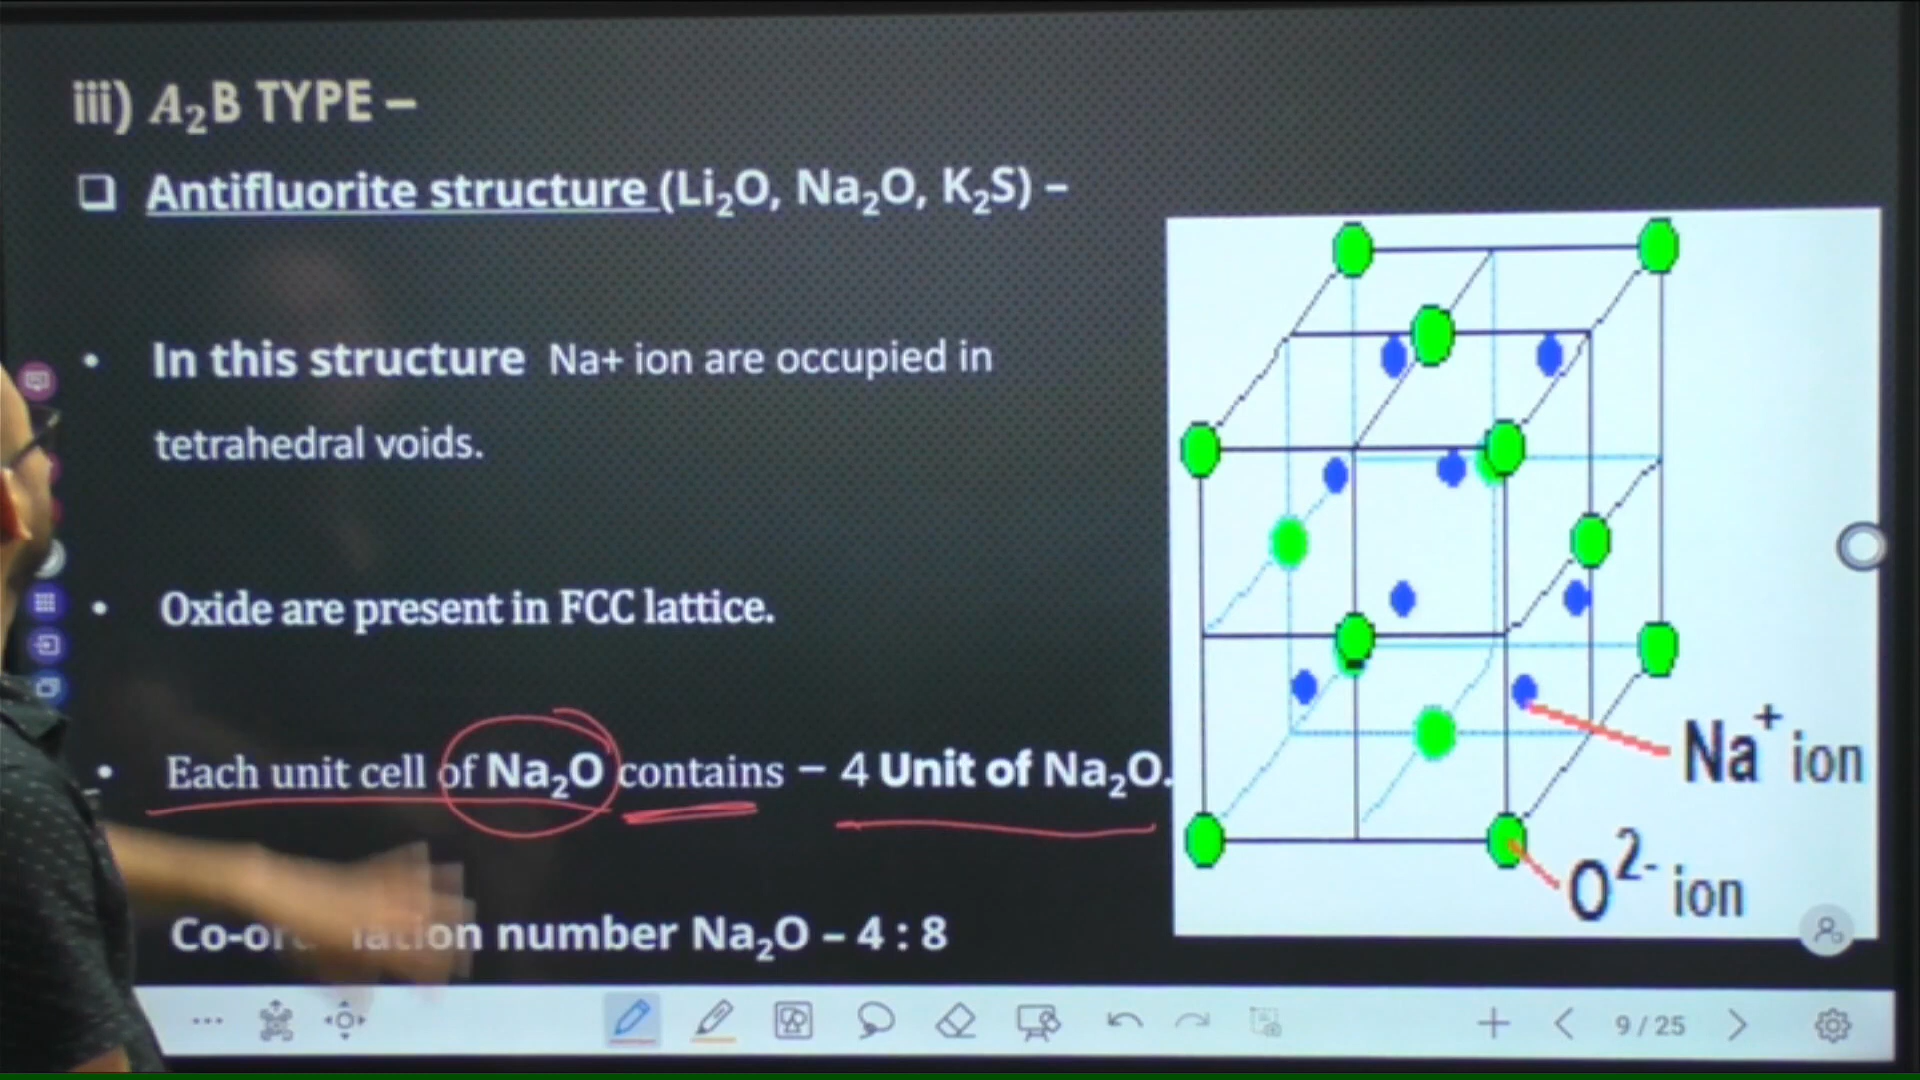 iii) A₂B TYPE –
❑ Antifluorite structure (Li₂O, Na₂O, K₂S) –
• In this structure Na+ ion are occupied in
tetrahedral voids.
• Oxide are present in FCC lattice.
• Each unit cell of Na₂O contains – 4 Unit of Na₂O.
number Na₂O – 4 : 8
Na⁺ ion
O²⁻ ion
9 / 25